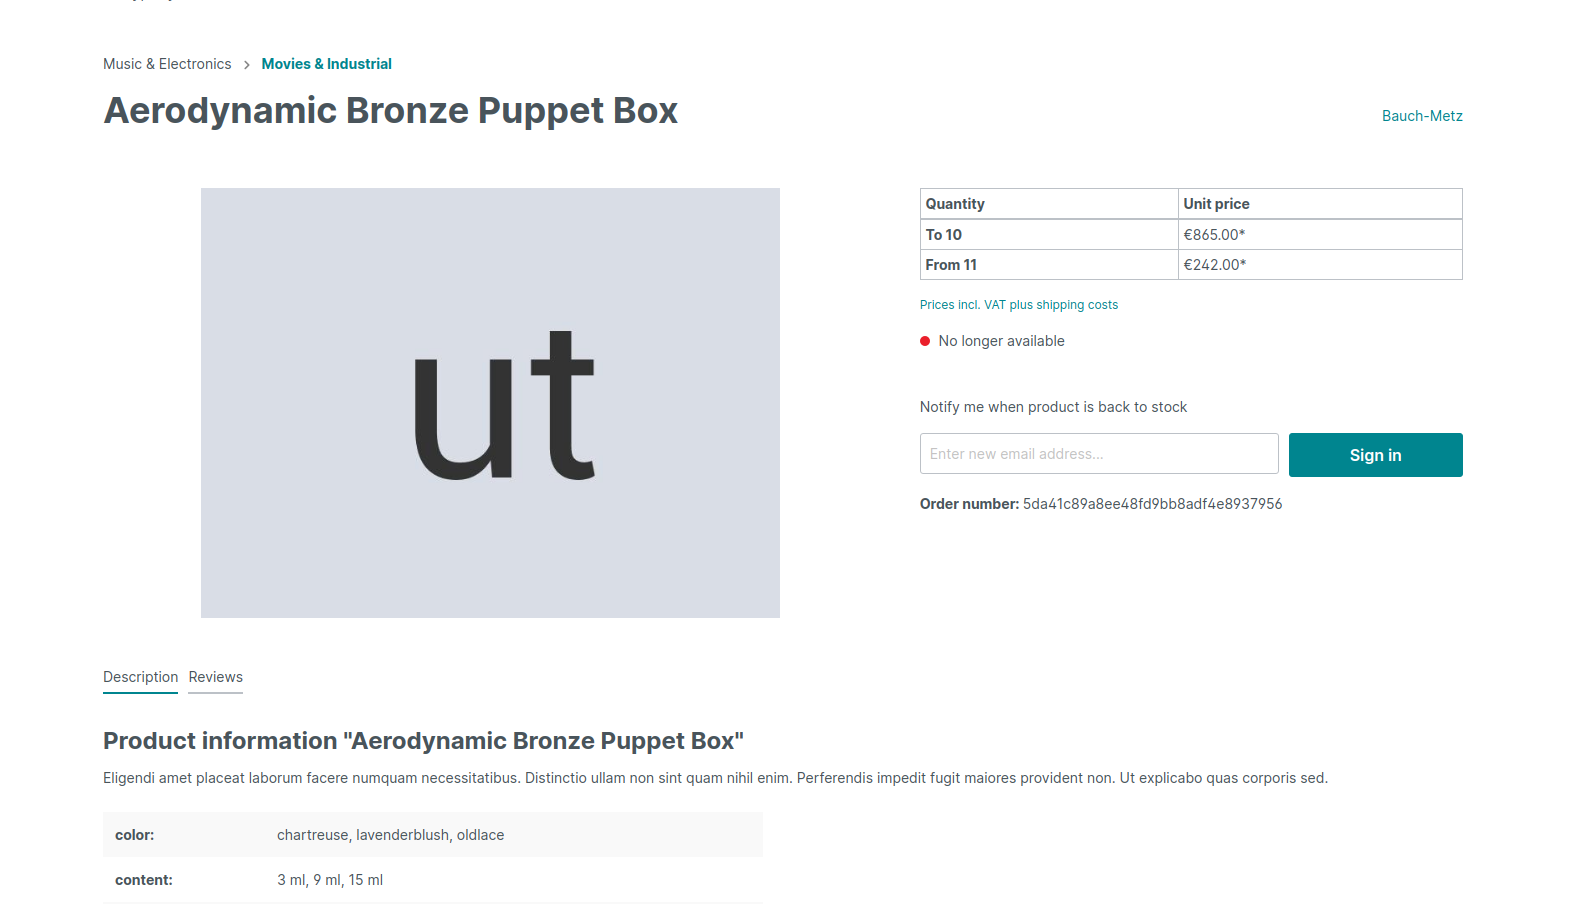 Music & Electronics > Movies & Industrial
Aerodynamic Bronze Puppet Box
Bauch-Metz
ut
Quantity Unit price
To 10 €865.00*
From 11 €242.00*
Prices incl. VAT plus shipping costs
No longer available
Notify me when product is back to stock
Enter new email address...
Sign in
Order number: 5da41c89a8ee48fd9bb8adf4e8937956
Description Reviews
Product information "Aerodynamic Bronze Puppet Box"
Eligendi amet placeat laborum facere numquam necessitatibus. Distinctio ullam non sint quam nihil enim. Perferendis impedit fugit maiores provident non. Ut explicabo quas corporis sed.
color: chartreuse, lavenderblush, oldlace
content: 3 ml, 9 ml, 15 ml